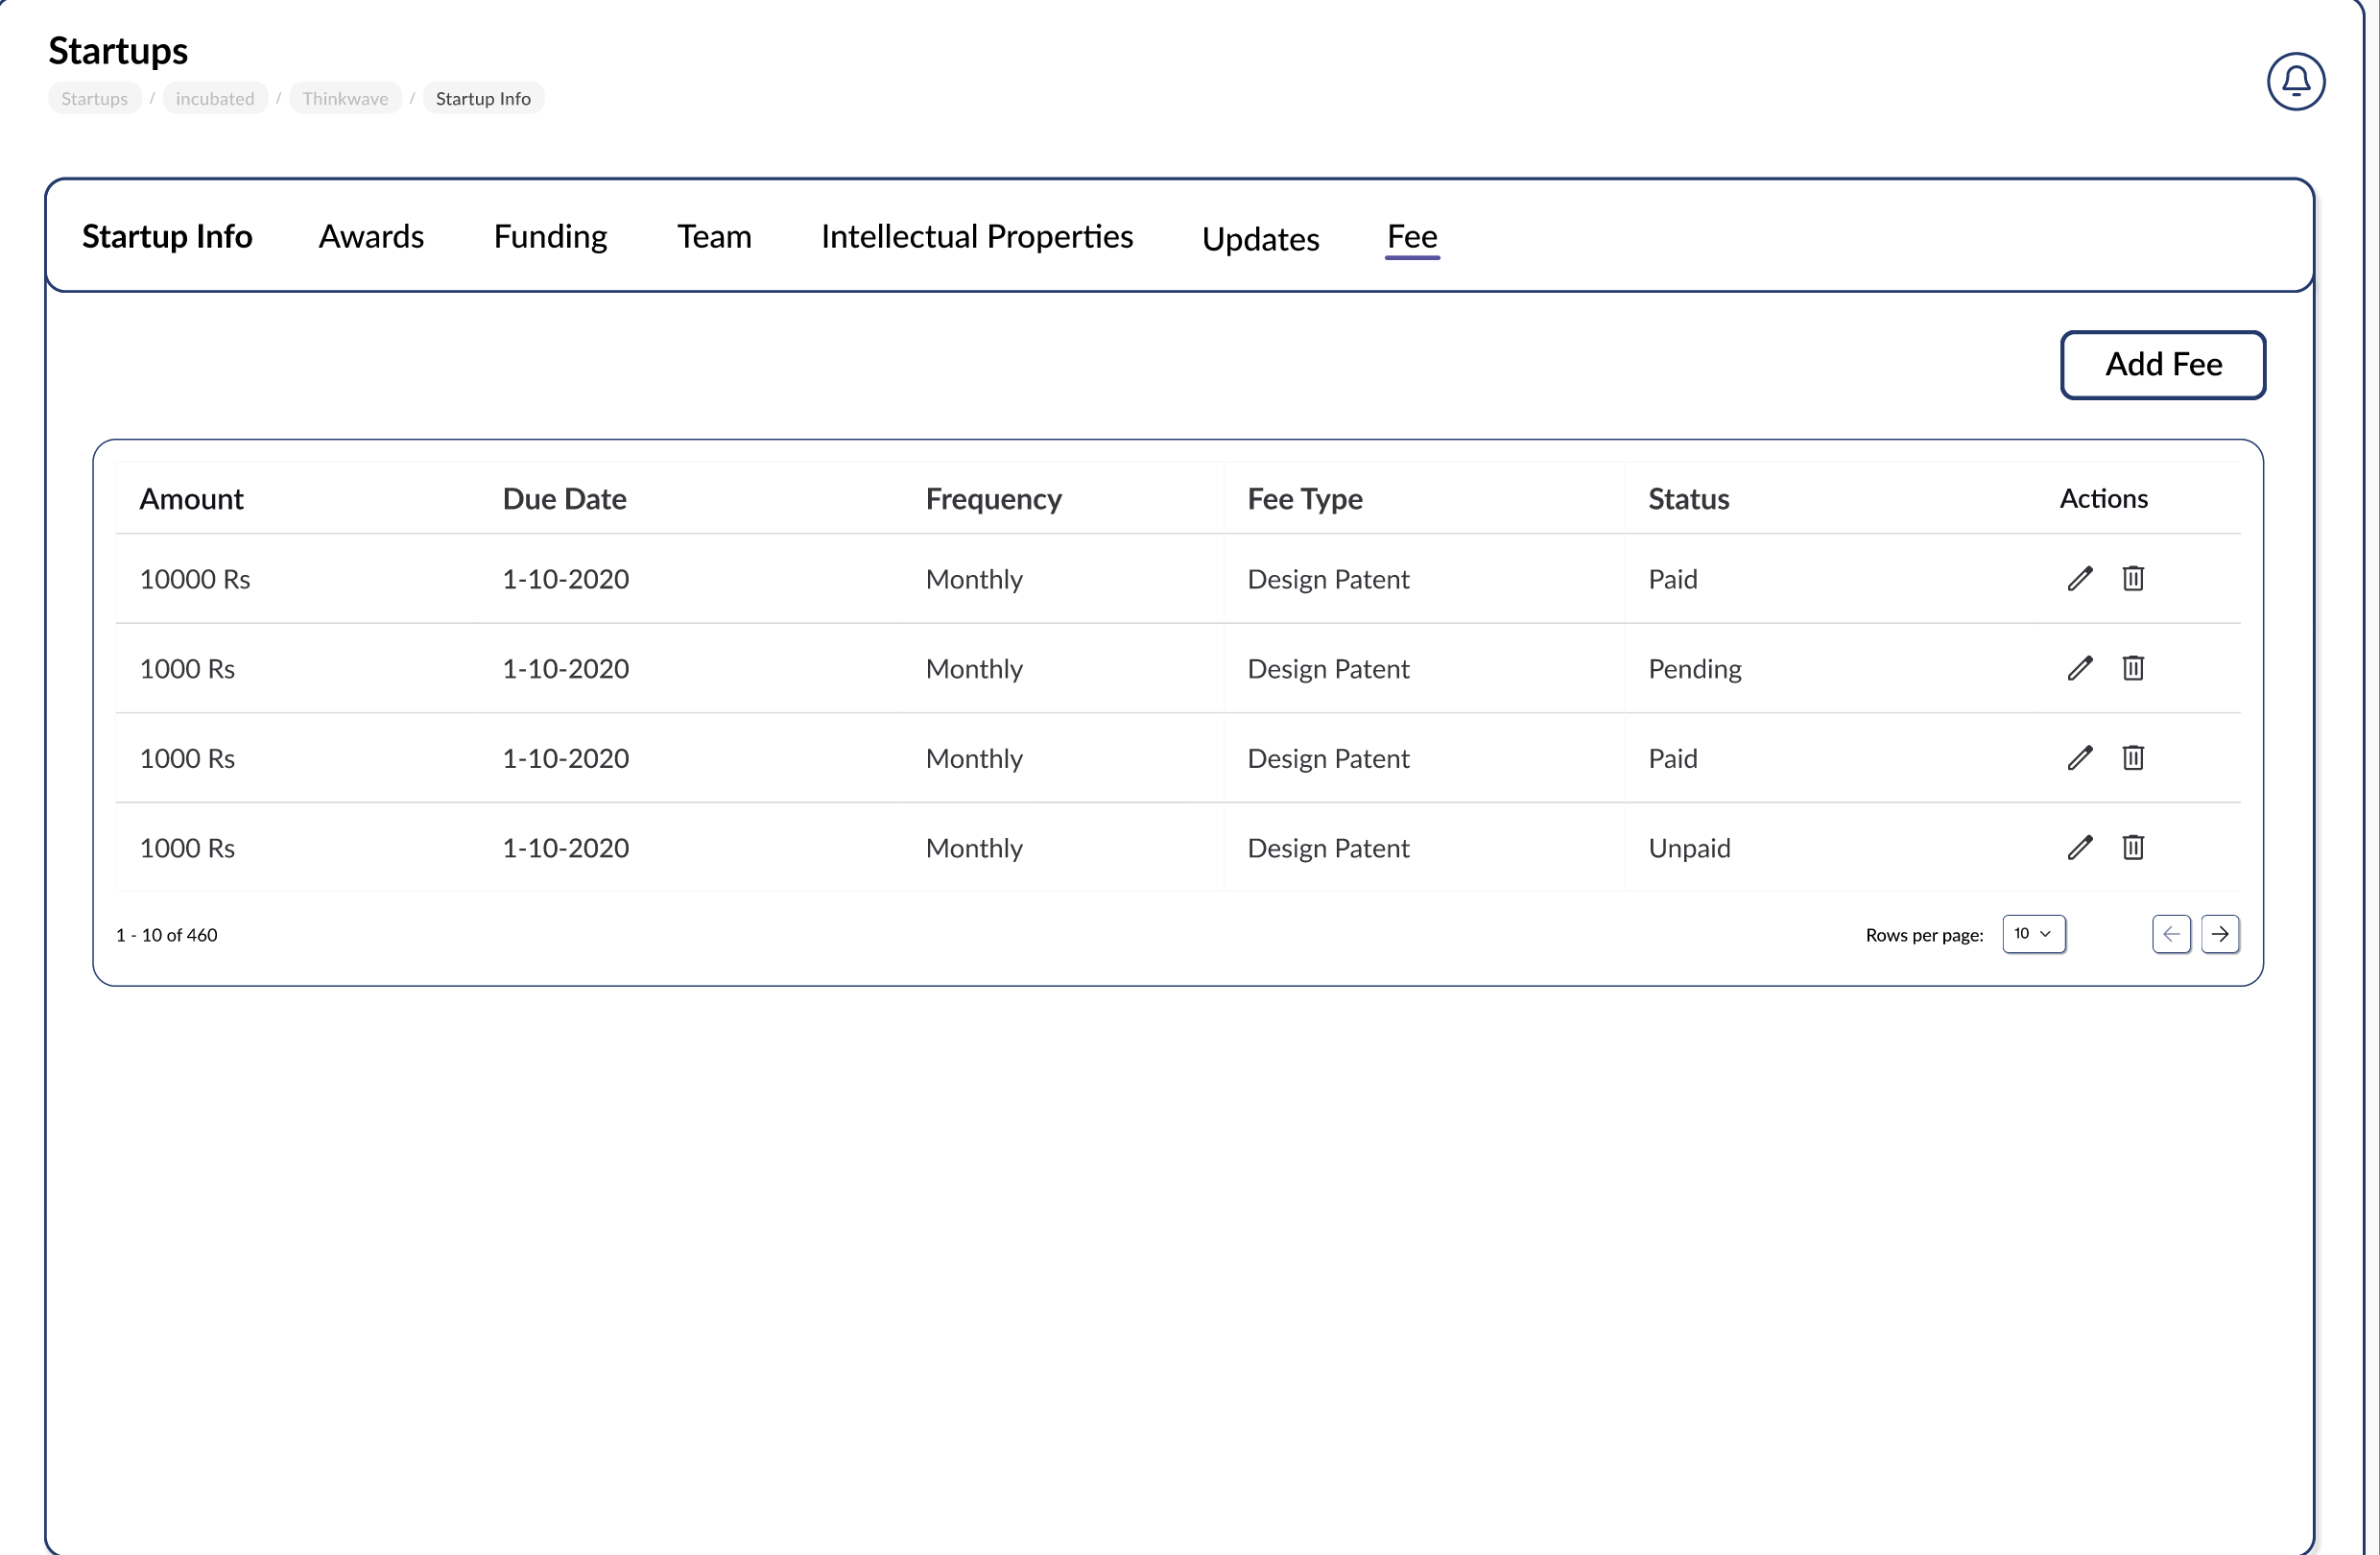 Startups
Startups / incubated / Thinkwave / Startup Info
Startup Info Awards Funding Team Intellectual Properties Updates Fee
Add Fee
Amount Due Date Frequency Fee Type Status Actions
10000 Rs 1-10-2020 Monthly Design Patent Paid
1000 Rs 1-10-2020 Monthly Design Patent Pending
1000 Rs 1-10-2020 Monthly Design Patent Paid
1000 Rs 1-10-2020 Monthly Design Patent Unpaid
1 - 10 of 460 Rows per page: 10